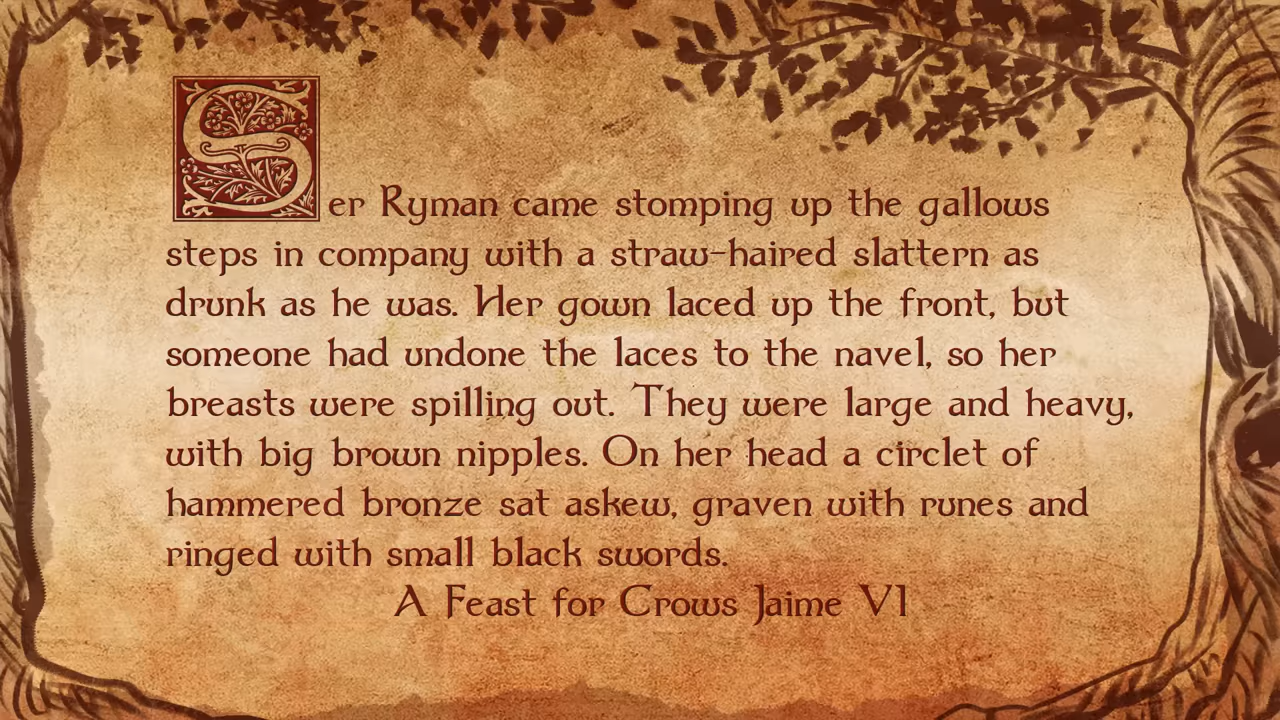 Ser Ryman came stomping up the gallows
steps in company with a straw-haired slattern as
drunk as he was. Her gown laced up the front, but
someone had undone the laces to the navel, so her
breasts were spilling out. They were large and heavy,
with big brown nipples. On her head a circlet of
hammered bronze sat askew, graven with runes and
ringed with small black swords.
A Feast for Crows Jaime VI